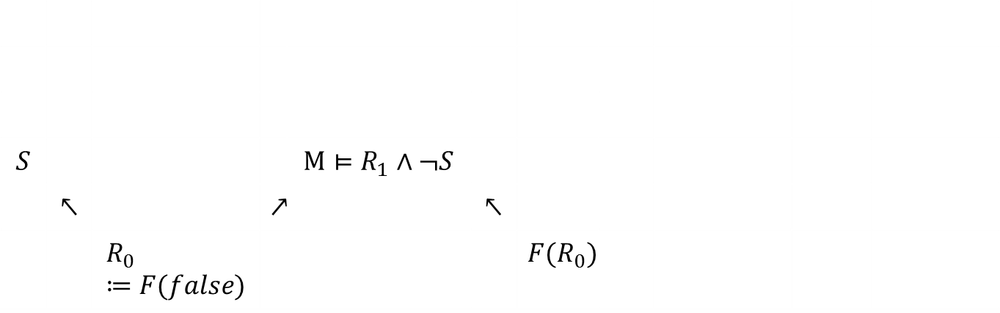 S
M ⊨ R₁ ∧ ¬S
↖
↗
↖
R₀
≔ F(false)
F(R₀)